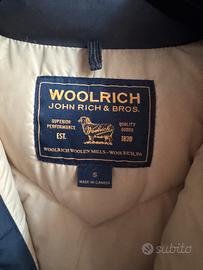 WOOLRICH
JOHN RICH & BROS.
SUPERIOR PERFORMANCE
QUALITY GOODS
Woolrich
EST.
1830
WOOLRICH WOOLEN MILLS - WOOLRICH, PA
S
MADE IN CANADA
subito